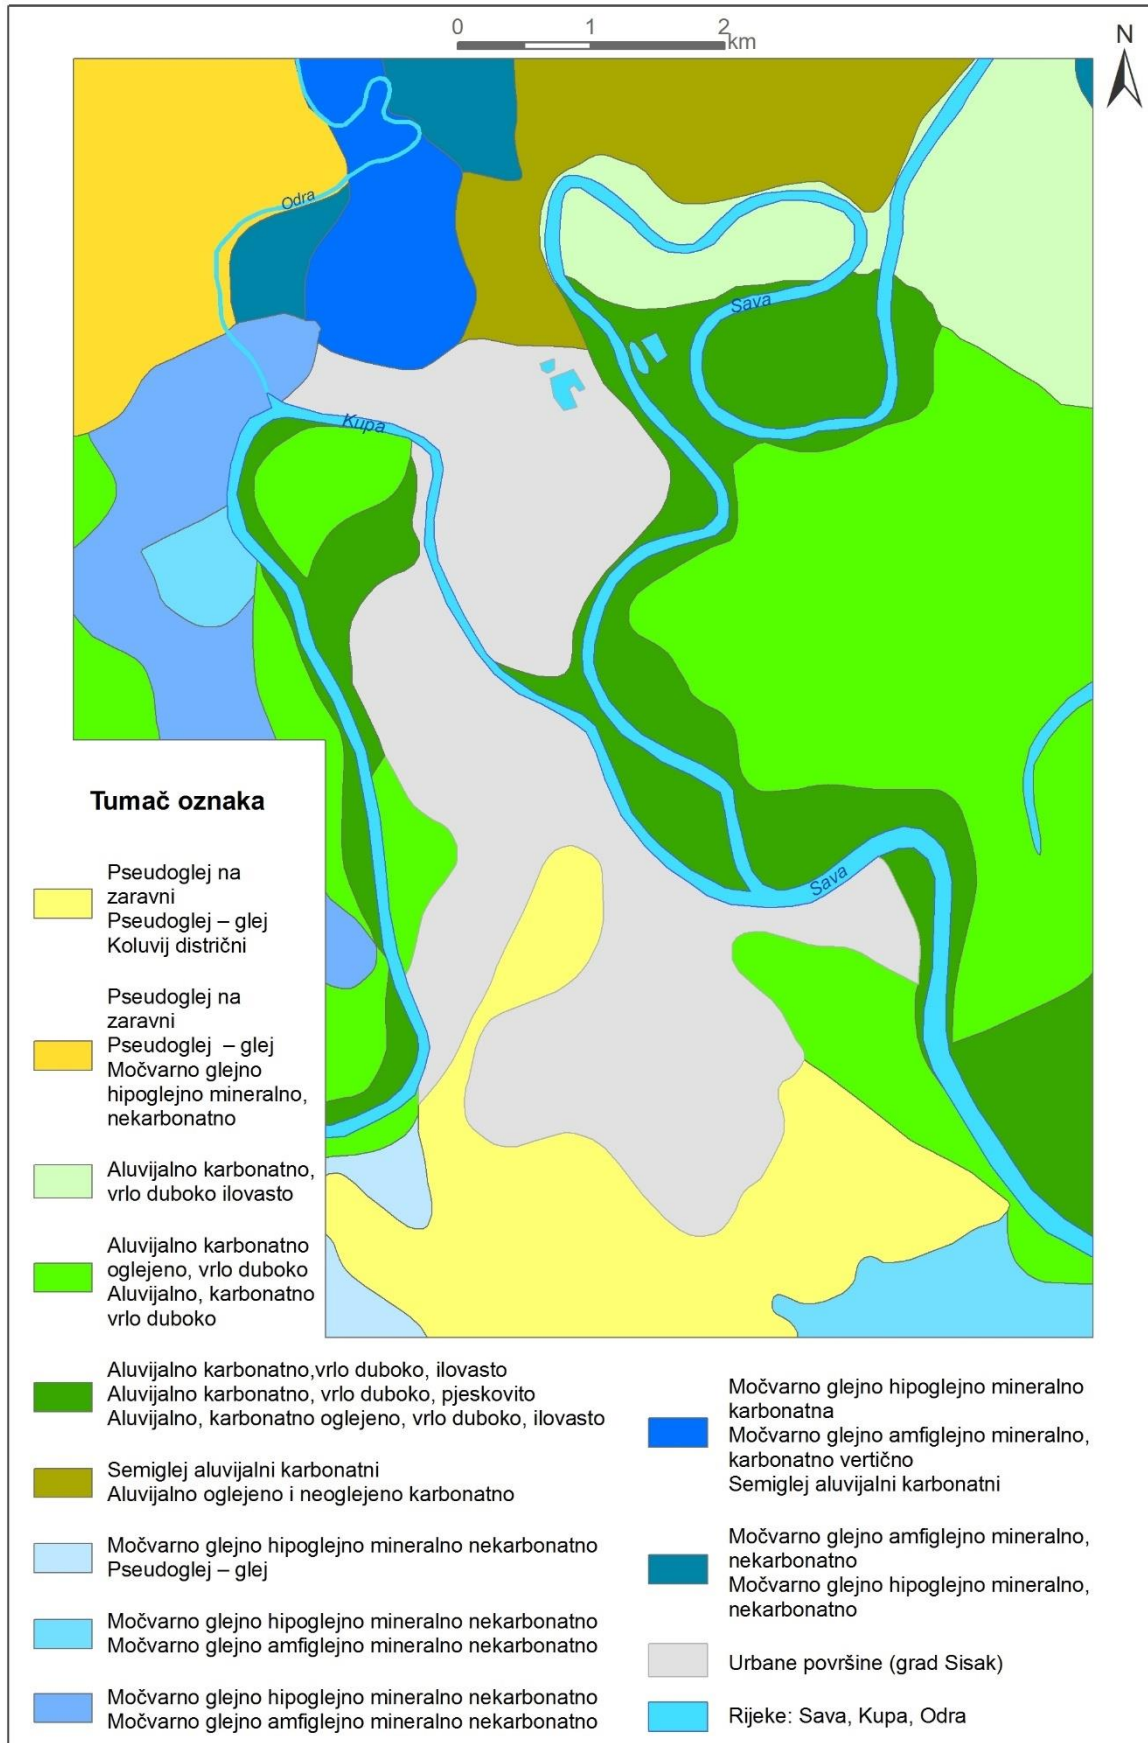 0 1 2
km
N
Odra
Sava
Kupa
Sava
Tumač oznaka
Pseudoglej na
zaravni
Pseudoglej – glej
Koluvij distrični
Pseudoglej na
zaravni
Pseudoglej – glej
Močvarno glejno
hipoglejno mineralno,
nekarbonatno
Aluvijalno karbonatno,
vrlo duboko ilovasto
Aluvijalno karbonatno
oglejeno, vrlo duboko
Aluvijalno, karbonatno
vrlo duboko
Aluvijalno karbonatno,vrlo duboko, ilovasto
Aluvijalno karbonatno, vrlo duboko, pjeskovito
Aluvijalno, karbonatno oglejeno, vrlo duboko, ilovasto
Semiglej aluvijalni karbonatni
Aluvijalno oglejeno i neoglejeno karbonatno
Močvarno glejno hipoglejno mineralno nekarbonatno
Pseudoglej – glej
Močvarno glejno hipoglejno mineralno nekarbonatno
Močvarno glejno amfiglejno mineralno nekarbonatno
Močvarno glejno hipoglejno mineralno nekarbonatno
Močvarno glejno amfiglejno mineralno nekarbonatno
Močvarno glejno hipoglejno mineralno
karbonatna
Močvarno glejno amfiglejno mineralno,
karbonatno vertično
Semiglej aluvijalni karbonatni
Močvarno glejno amfiglejno mineralno,
nekarbonatno
Močvarno glejno hipoglejno mineralno,
nekarbonatno
Urbane površine (grad Sisak)
Rijeke: Sava, Kupa, Odra